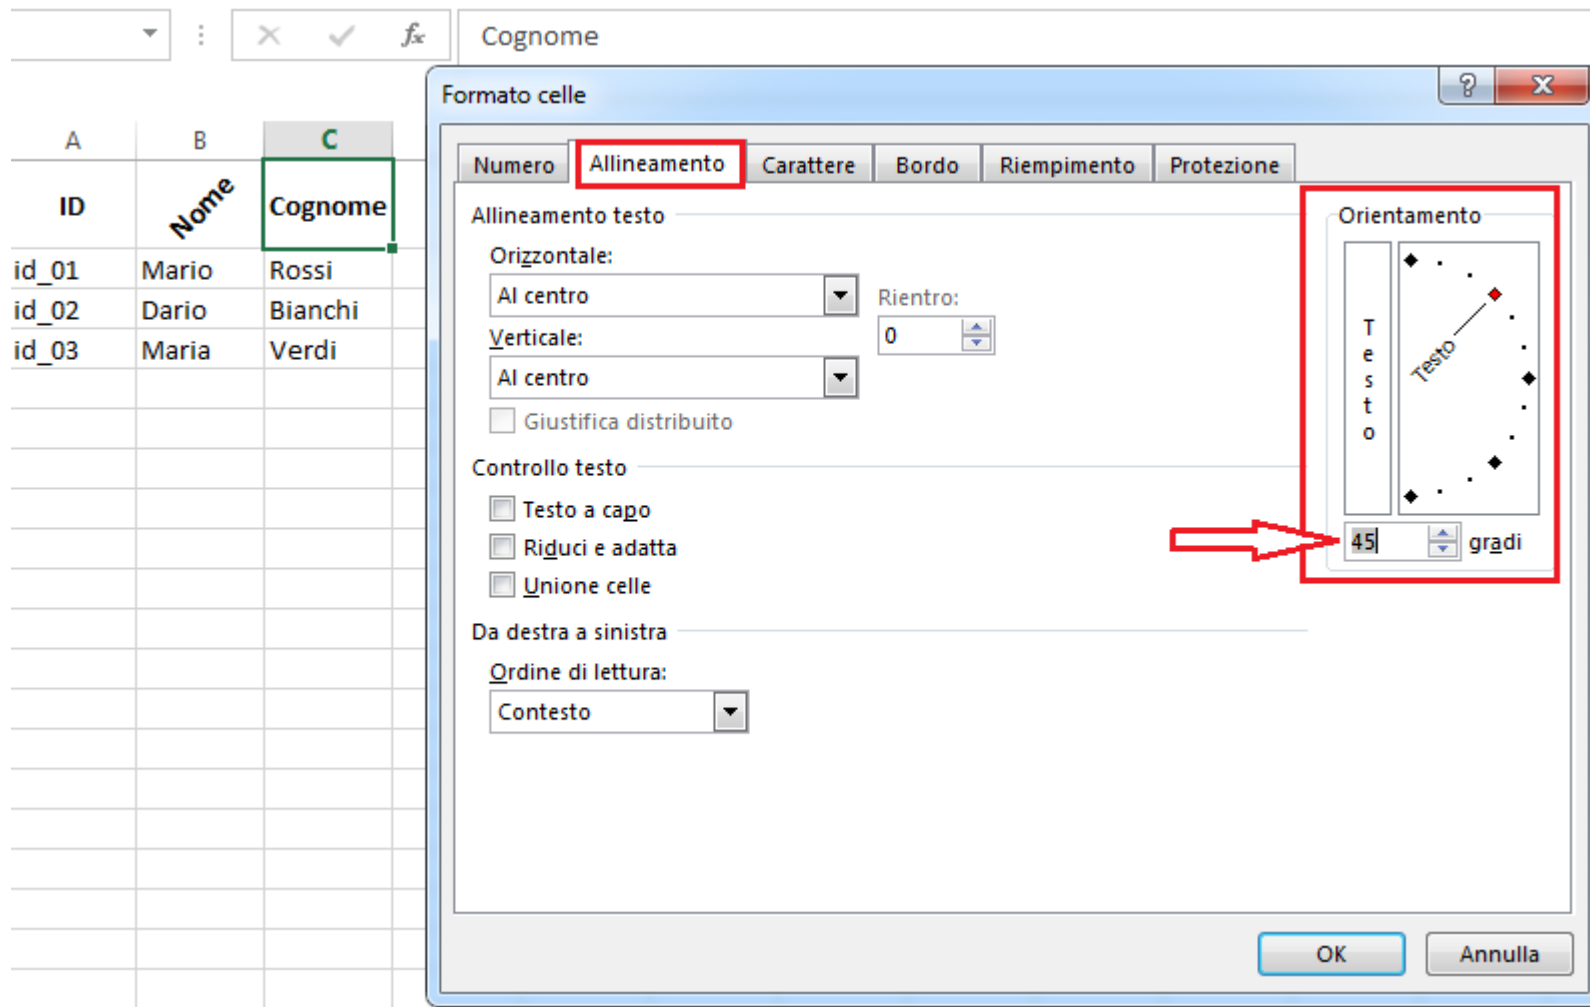 fx Cognome
Formato celle
A B C
Numero Allineamento Carattere Bordo Riempimento Protezione
ID Nome Cognome
id_01 Mario Rossi
id_02 Dario Bianchi
id_03 Maria Verdi
Allineamento testo
Orizzontale:
Al centro
Rientro:
0
Verticale:
Al centro
Giustifica distribuito
Controllo testo
Testo a capo
Riduci e adatta
Unione celle
Da destra a sinistra
Ordine di lettura:
Contesto
Orientamento
Testo
Testo
45 gradi
OK Annulla